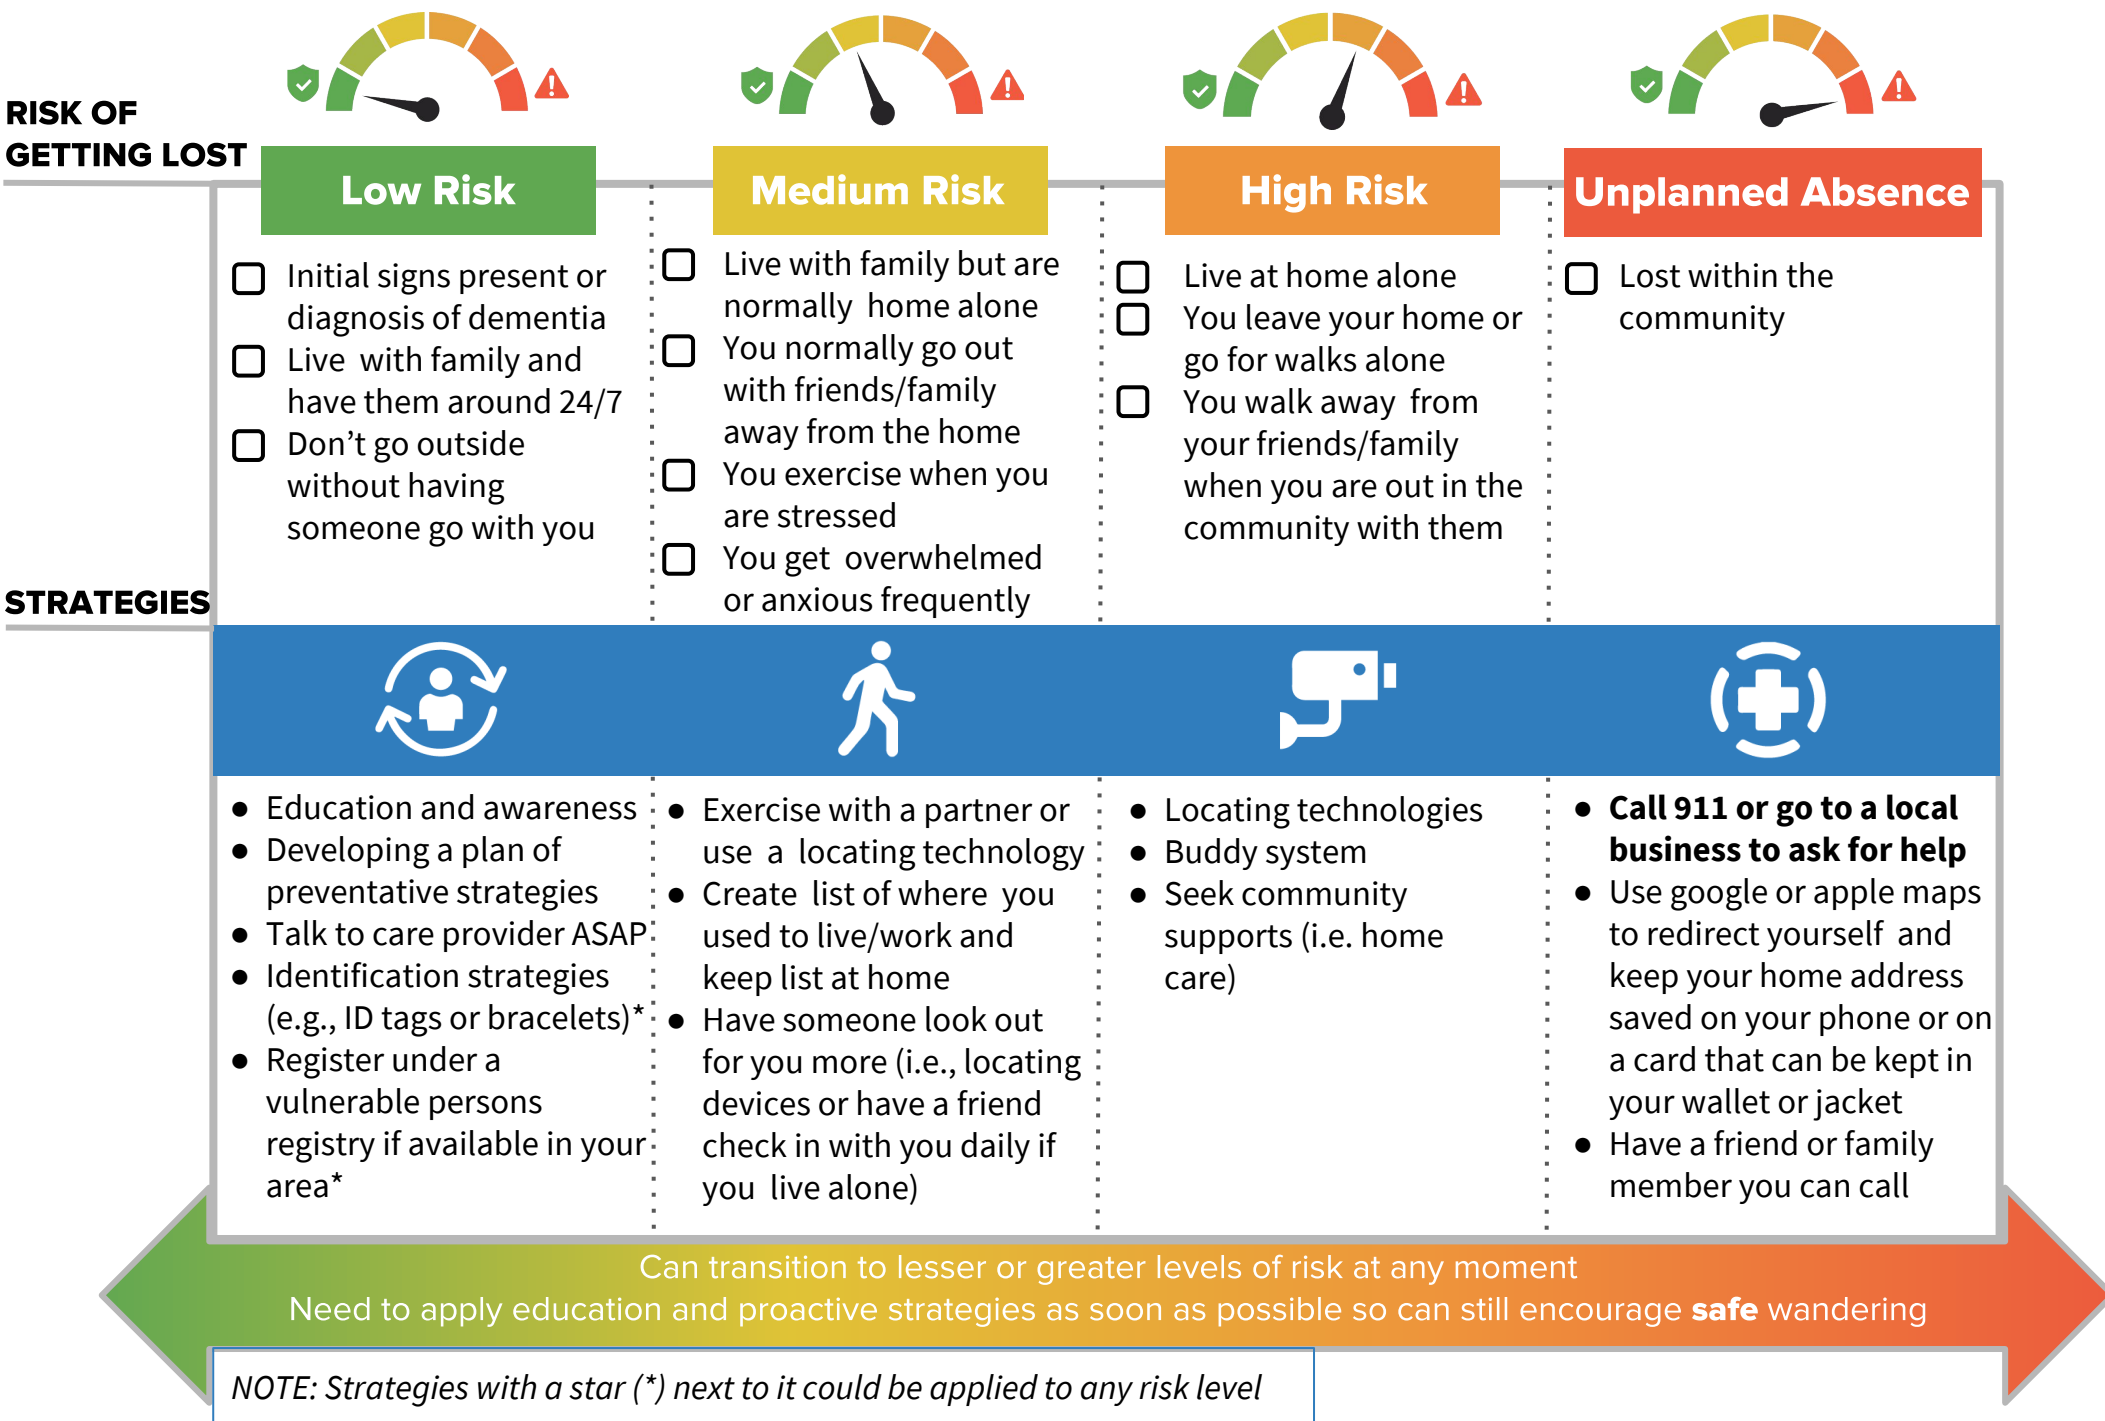 RISK OF
GETTING LOST
Low Risk
Medium Risk
High Risk
Unplanned Absence
Initial signs present or
diagnosis of dementia
Live with family and
have them around 24/7
Don't go outside
without having
someone go with you
Live with family but are
normally home alone
You normally go out
with friends/family
away from the home
You exercise when you
are stressed
You get overwhelmed
or anxious frequently
Live at home alone
You leave your home or
go for walks alone
You walk away from
your friends/family
when you are out in the
community with them
Lost within the
community
STRATEGIES
● Education and awareness
● Developing a plan of
preventative strategies
● Talk to care provider ASAP
● Identification strategies
(e.g., ID tags or bracelets)*
● Register under a
vulnerable persons
registry if available in your
area*
● Exercise with a partner or
use a locating technology
● Create list of where you
used to live/work and
keep list at home
● Have someone look out
for you more (i.e., locating
devices or have a friend
check in with you daily if
you live alone)
● Locating technologies
● Buddy system
● Seek community
supports (i.e. home
care)
● Call 911 or go to a local
business to ask for help
● Use google or apple maps
to redirect yourself and
keep your home address
saved on your phone or on
a card that can be kept in
your wallet or jacket
● Have a friend or family
member you can call
Can transition to lesser or greater levels of risk at any moment
Need to apply education and proactive strategies as soon as possible so can still encourage safe wandering
NOTE: Strategies with a star (*) next to it could be applied to any risk level